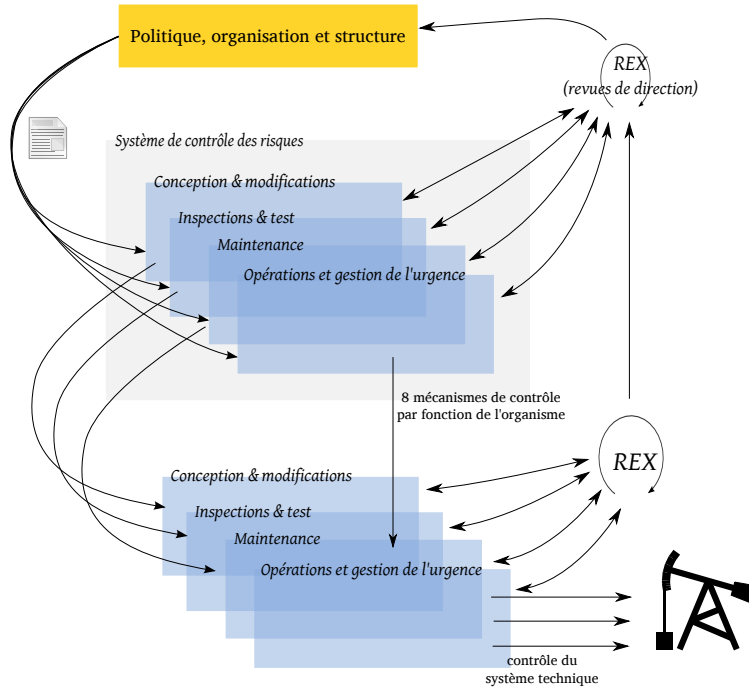 Politique, organisation et structure
REX
(revues de direction)
Système de contrôle des risques
Conception & modifications
Inspections & test
Maintenance
Opérations et gestion de l'urgence
8 mécanismes de contrôle
par fonction de l'organisme
REX
Conception & modifications
Inspections & test
Maintenance
Opérations et gestion de l'urgence
contrôle du
système technique